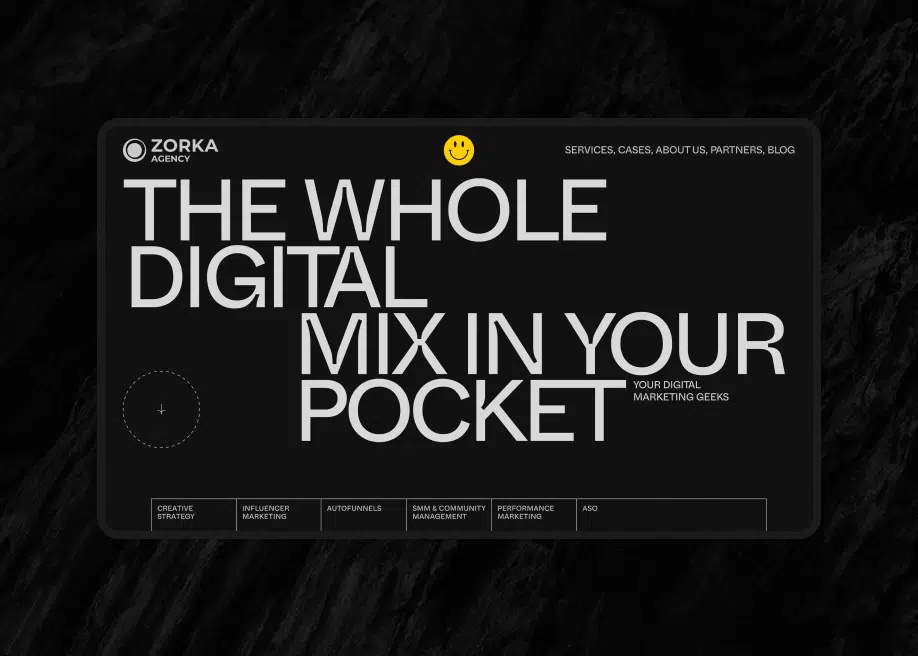 ZORKA
AGENCY
SERVICES, CASES, ABOUT US, PARTNERS, BLOG
THE WHOLE
DIGITAL
MIX IN YOUR
POCKET
YOUR DIGITAL
MARKETING GEEKS
CREATIVE
STRATEGY
INFLUENCER
MARKETING
AUTOFUNNELS
SMM & COMMUNITY
MANAGEMENT
PERFORMANCE
MARKETING
ASO